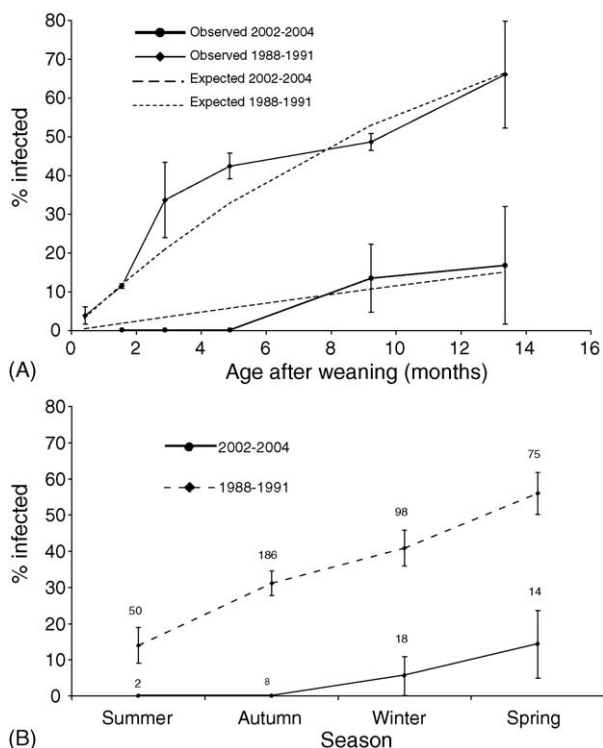 80
70
60
50
40
30
20
10
0
% infected
Observed 2002-2004
Observed 1988-1991
Expected 2002-2004
Expected 1988-1991
0 2 4 6 8 10 12 14 16
(A) Age after weaning (months)
80
70
60
50
40
30
20
10
0
% infected
2002-2004
1988-1991
50
186
98
75
2
8
18
14
Summer Autumn Winter Spring
(B) Season